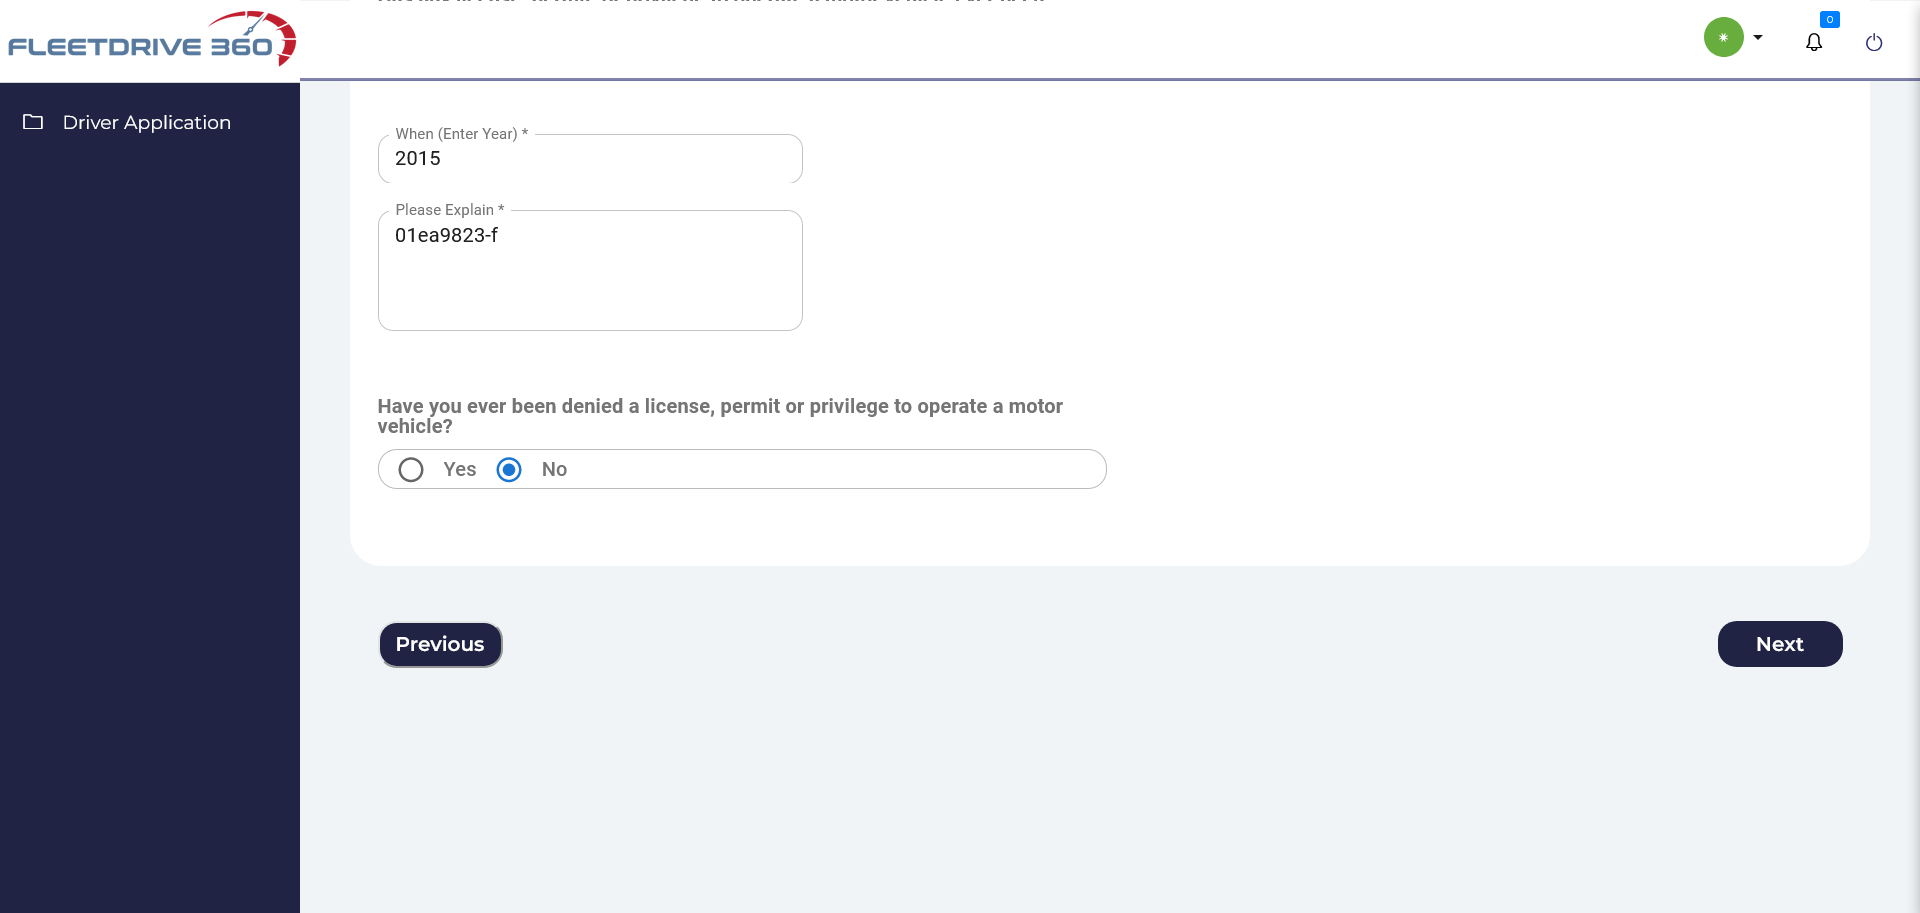 FLEETDRIVE 360
0
Driver Application
When (Enter Year) *
2015
Please Explain *
01ea9823-f
Have you ever been denied a license, permit or privilege to operate a motor
vehicle?
Yes No
Previous
Next